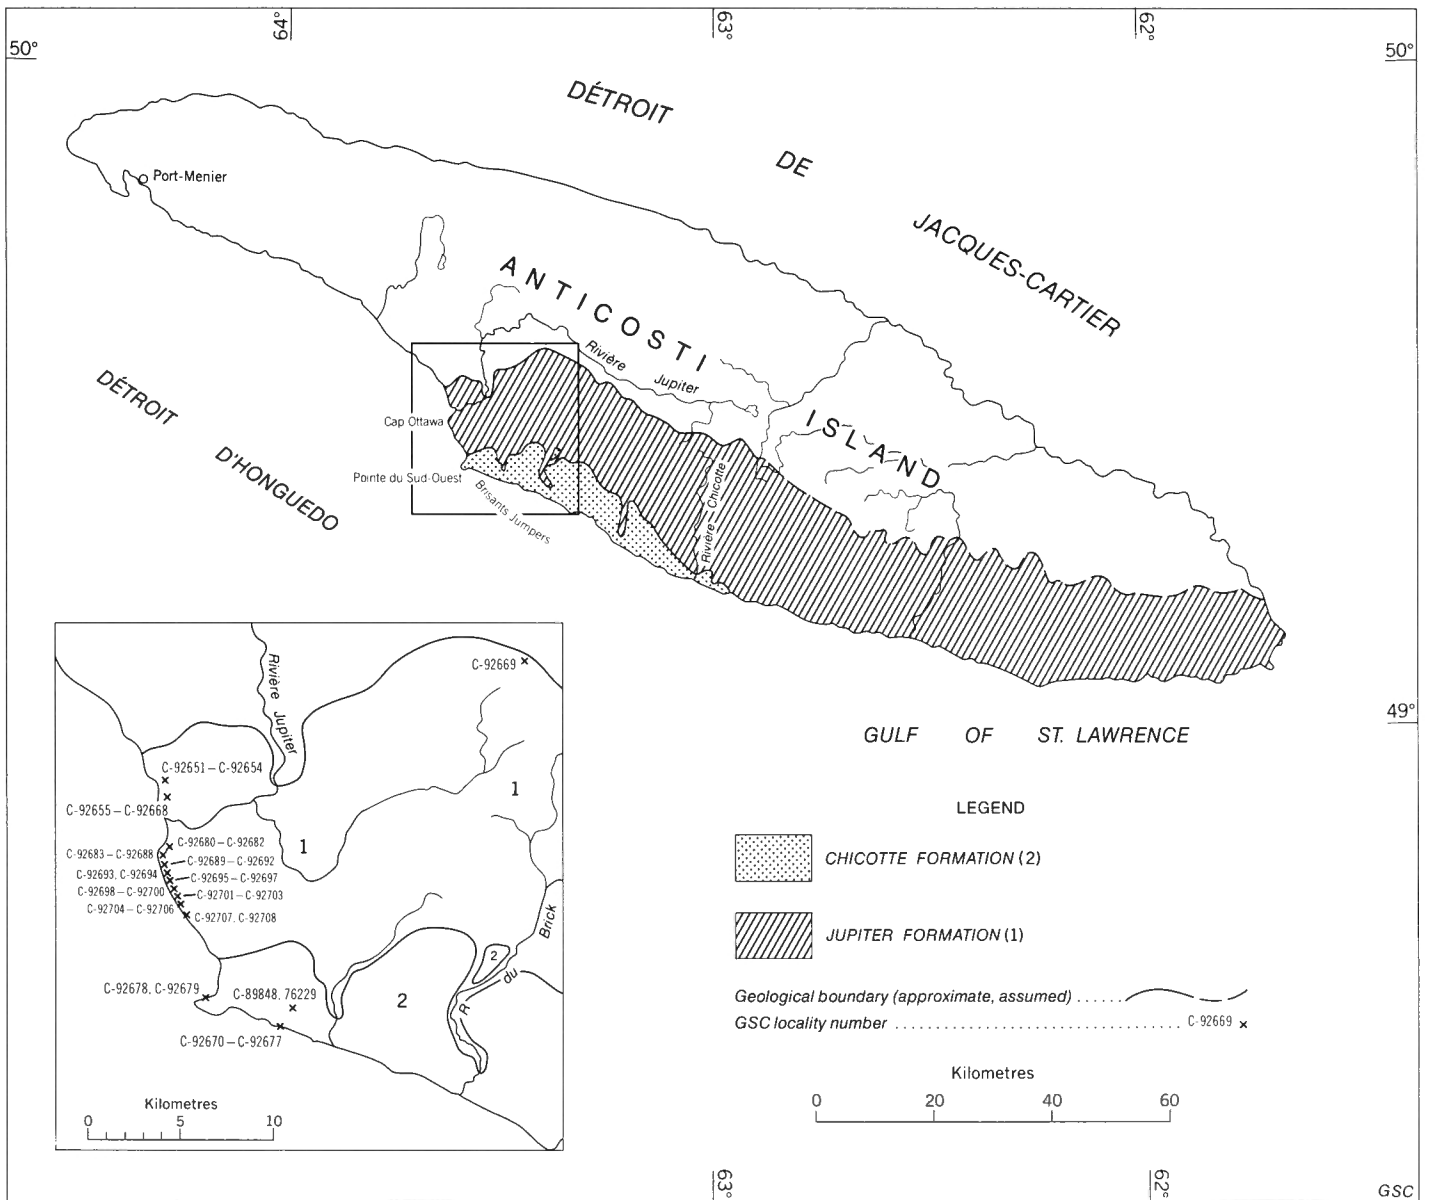 64°
63°
62°
50°
50°
DÉTROIT
DE
JACQUES-CARTIER
Port-Menier
ANTICOSTI
ISLAND
Rivière Jupiter
Cap Ottawa
Pointe du Sud-Ouest
Brisants Jumpers
Rivière Chicotte
DÉTROIT
D'HONGUEDO
49°
GULF OF ST. LAWRENCE
Rivière Jupiter
C-92669
C-92651–C-92654
C-92655–C-92668
1
1
C-92680–C-92682
C-92683–C-92688
C-92689–C-92692
C-92693, C-92694
C-92695–C-92697
C-92698–C-92700
C-92701–C-92703
C-92704–C-92706
C-92707, C-92708
C-92678, C-92679
C-89848, 76229
C-92670–C-92677
2
2
R du Brick
Kilometres
0 5 10
LEGEND
CHICOTTE FORMATION (2)
JUPITER FORMATION (1)
Geological boundary (approximate, assumed) ......
GSC locality number ........................................ C-92669 x
Kilometres
0 20 40 60
63°
62°
GSC